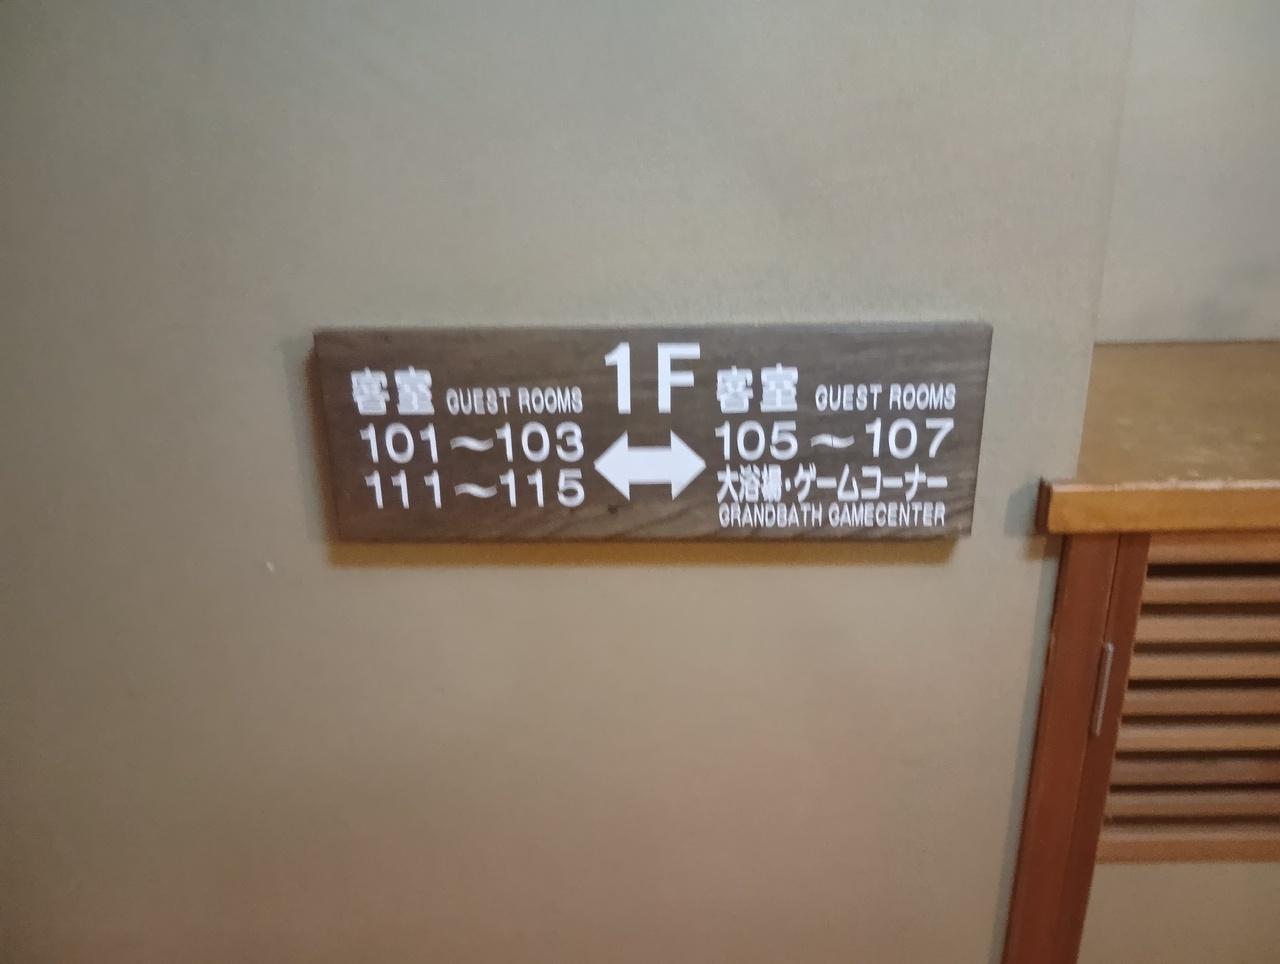 1F
客室 GUEST ROOMS
101～103
111～115
客室 GUEST ROOMS
105～107
大浴場・ゲームコーナー
GRANDBATH GAMECENTER